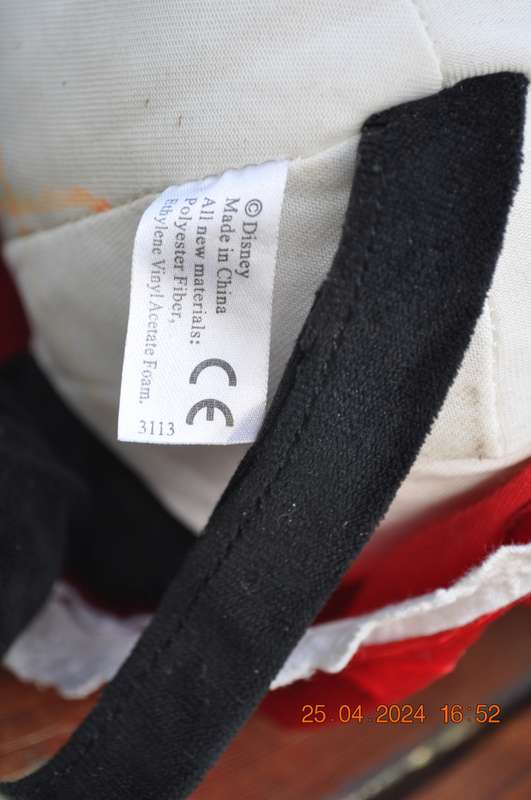 © Disney
Made in China
All new materials:
Polyester Fiber,
Ethylene Vinyl Acetate Foam.
CE
3113
25.04.2024 16:52